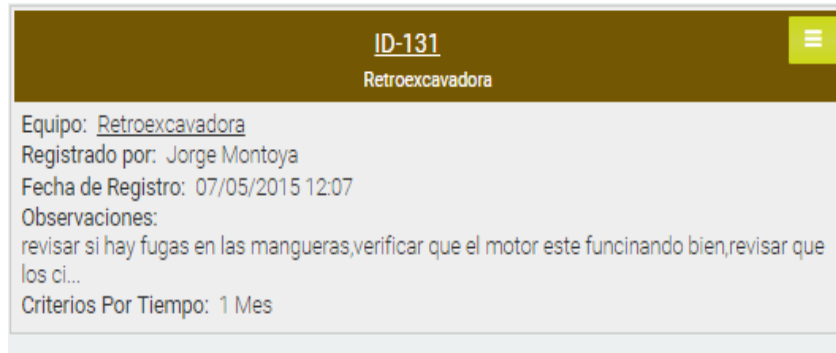 ID-131
Retroexcavadora
Equipo: Retroexcavadora
Registrado por: Jorge Montoya
Fecha de Registro: 07/05/2015 12:07
Observaciones:
revisar si hay fugas en las mangueras,verificar que el motor este funcinando bien,revisar que
los ci...
Criterios Por Tiempo: 1 Mes